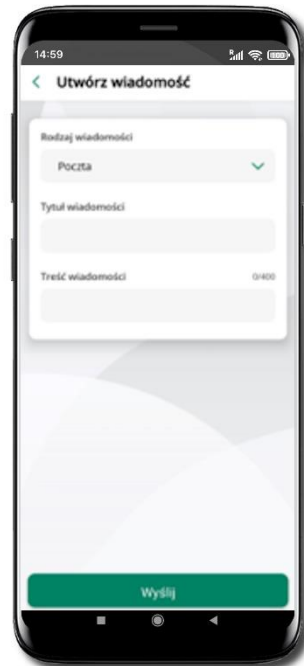 14:59
Utwórz wiadomość
Rodzaj wiadomości
Poczta
Tytuł wiadomości
Treść wiadomości 0/400
Wyślij